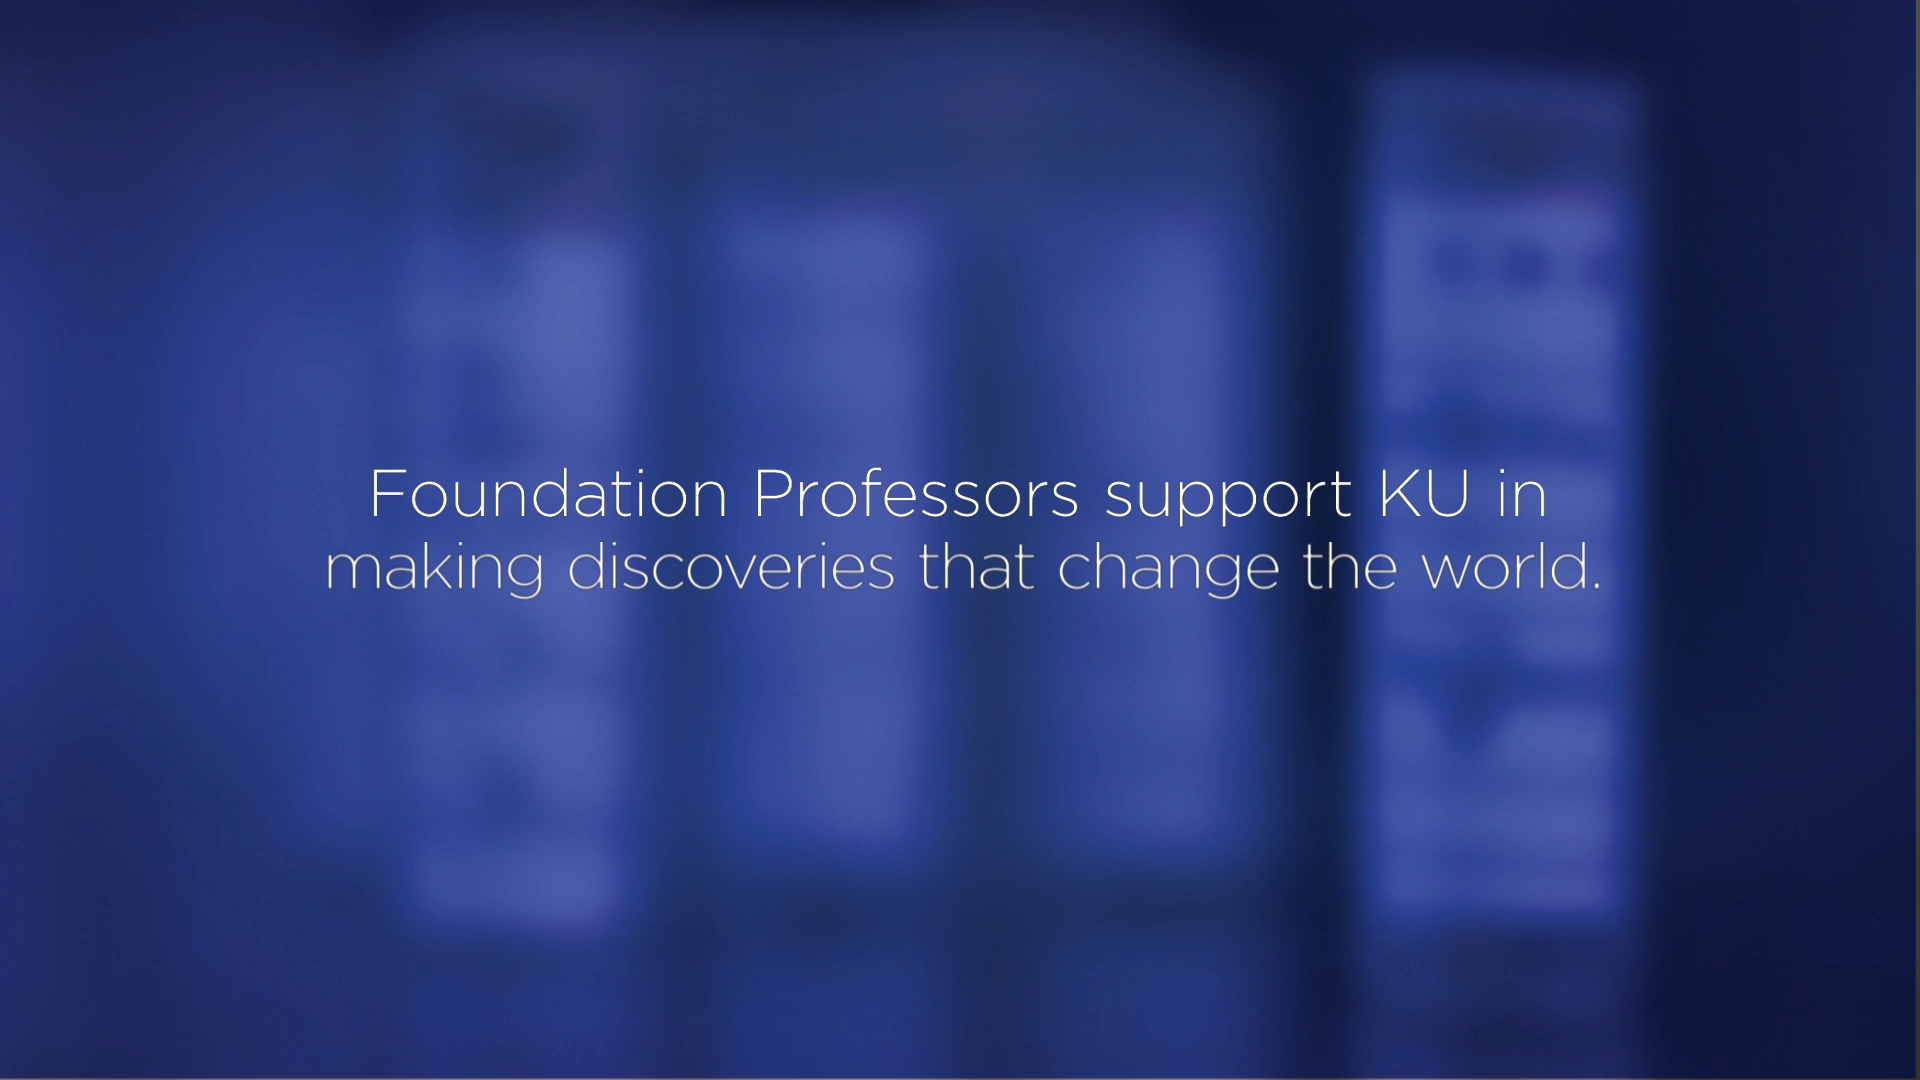 Foundation Professors support KU in
making discoveries that change the world.